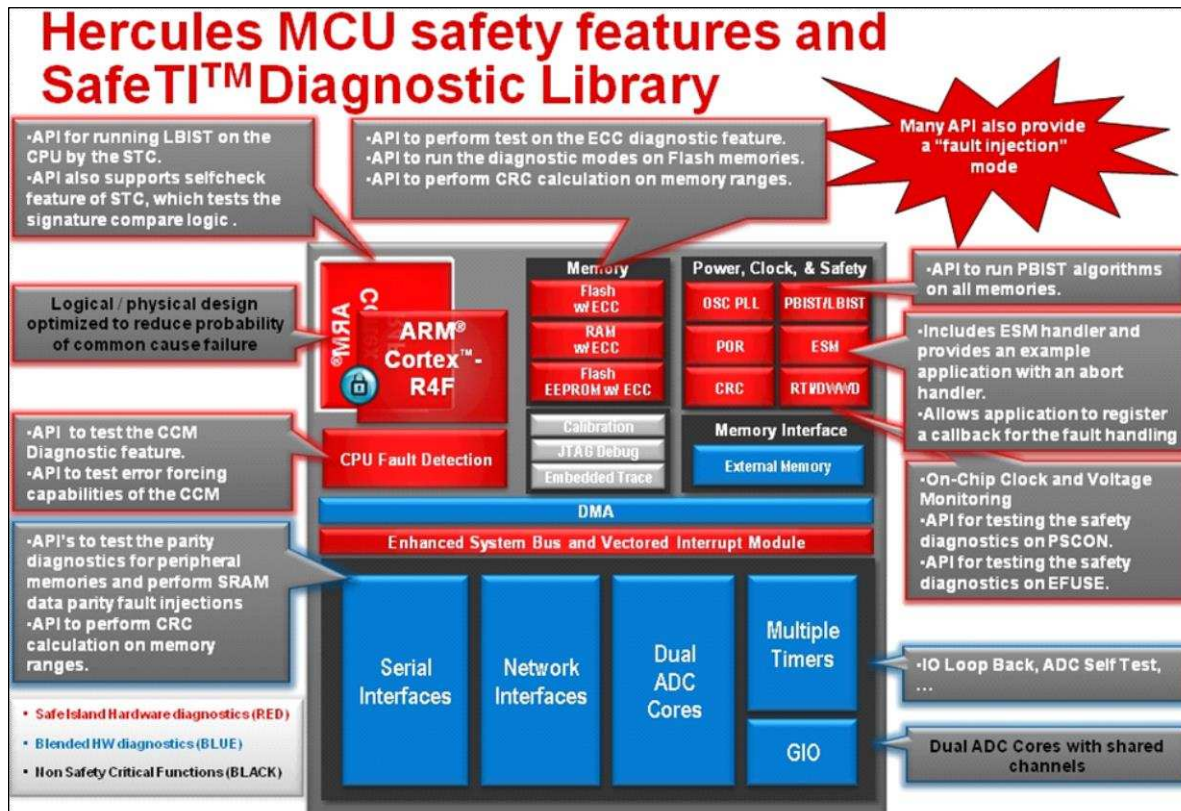 Hercules MCU safety features and
SafeTI™ Diagnostic Library
•API for running LBIST on the
CPU by the STC.
•API also supports selfcheck
feature of STC, which tests the
signature compare logic .
•API to perform test on the ECC diagnostic feature.
•API to run the diagnostic modes on Flash memories.
•API to perform CRC calculation on memory ranges.
Many API also provide
a "fault injection"
mode
Logical / physical design
optimized to reduce probability
of common cause failure
•API to test the CCM
Diagnostic feature.
•API to test error forcing
capabilities of the CCM
•API's to test the parity
diagnostics for peripheral
memories and perform SRAM
data parity fault injections
•API to perform CRC
calculation on memory
ranges.
ARM®
ARM®
Cortex™-
R4F
CPU Fault Detection
Memory
Flash
w/ECC
RAM
w/ECC
Flash
EEPROM w/ ECC
Calibration
JTAG Debug
Embedded Trace
Power, Clock, & Safety
OSC PLL
PBIST/LBIST
POR
ESM
CRC
RTI/DWWD
Memory Interface
External Memory
DMA
Enhanced System Bus and Vectored Interrupt Module
Serial
Interfaces
Network
Interfaces
Dual
ADC
Cores
Multiple
Timers
GIO
•API to run PBIST algorithms
on all memories.
•Includes ESM handler and
provides an example
application with an abort
handler.
•Allows application to register
a callback for the fault handling
•On-Chip Clock and Voltage
Monitoring
•API for testing the safety
diagnostics on PSCON.
•API for testing the safety
diagnostics on EFUSE.
•IO Loop Back, ADC Self Test,
...
Dual ADC Cores with shared
channels
• Safe Island Hardware diagnostics (RED)
• Blended HW diagnostics (BLUE)
• Non Safety Critical Functions (BLACK)